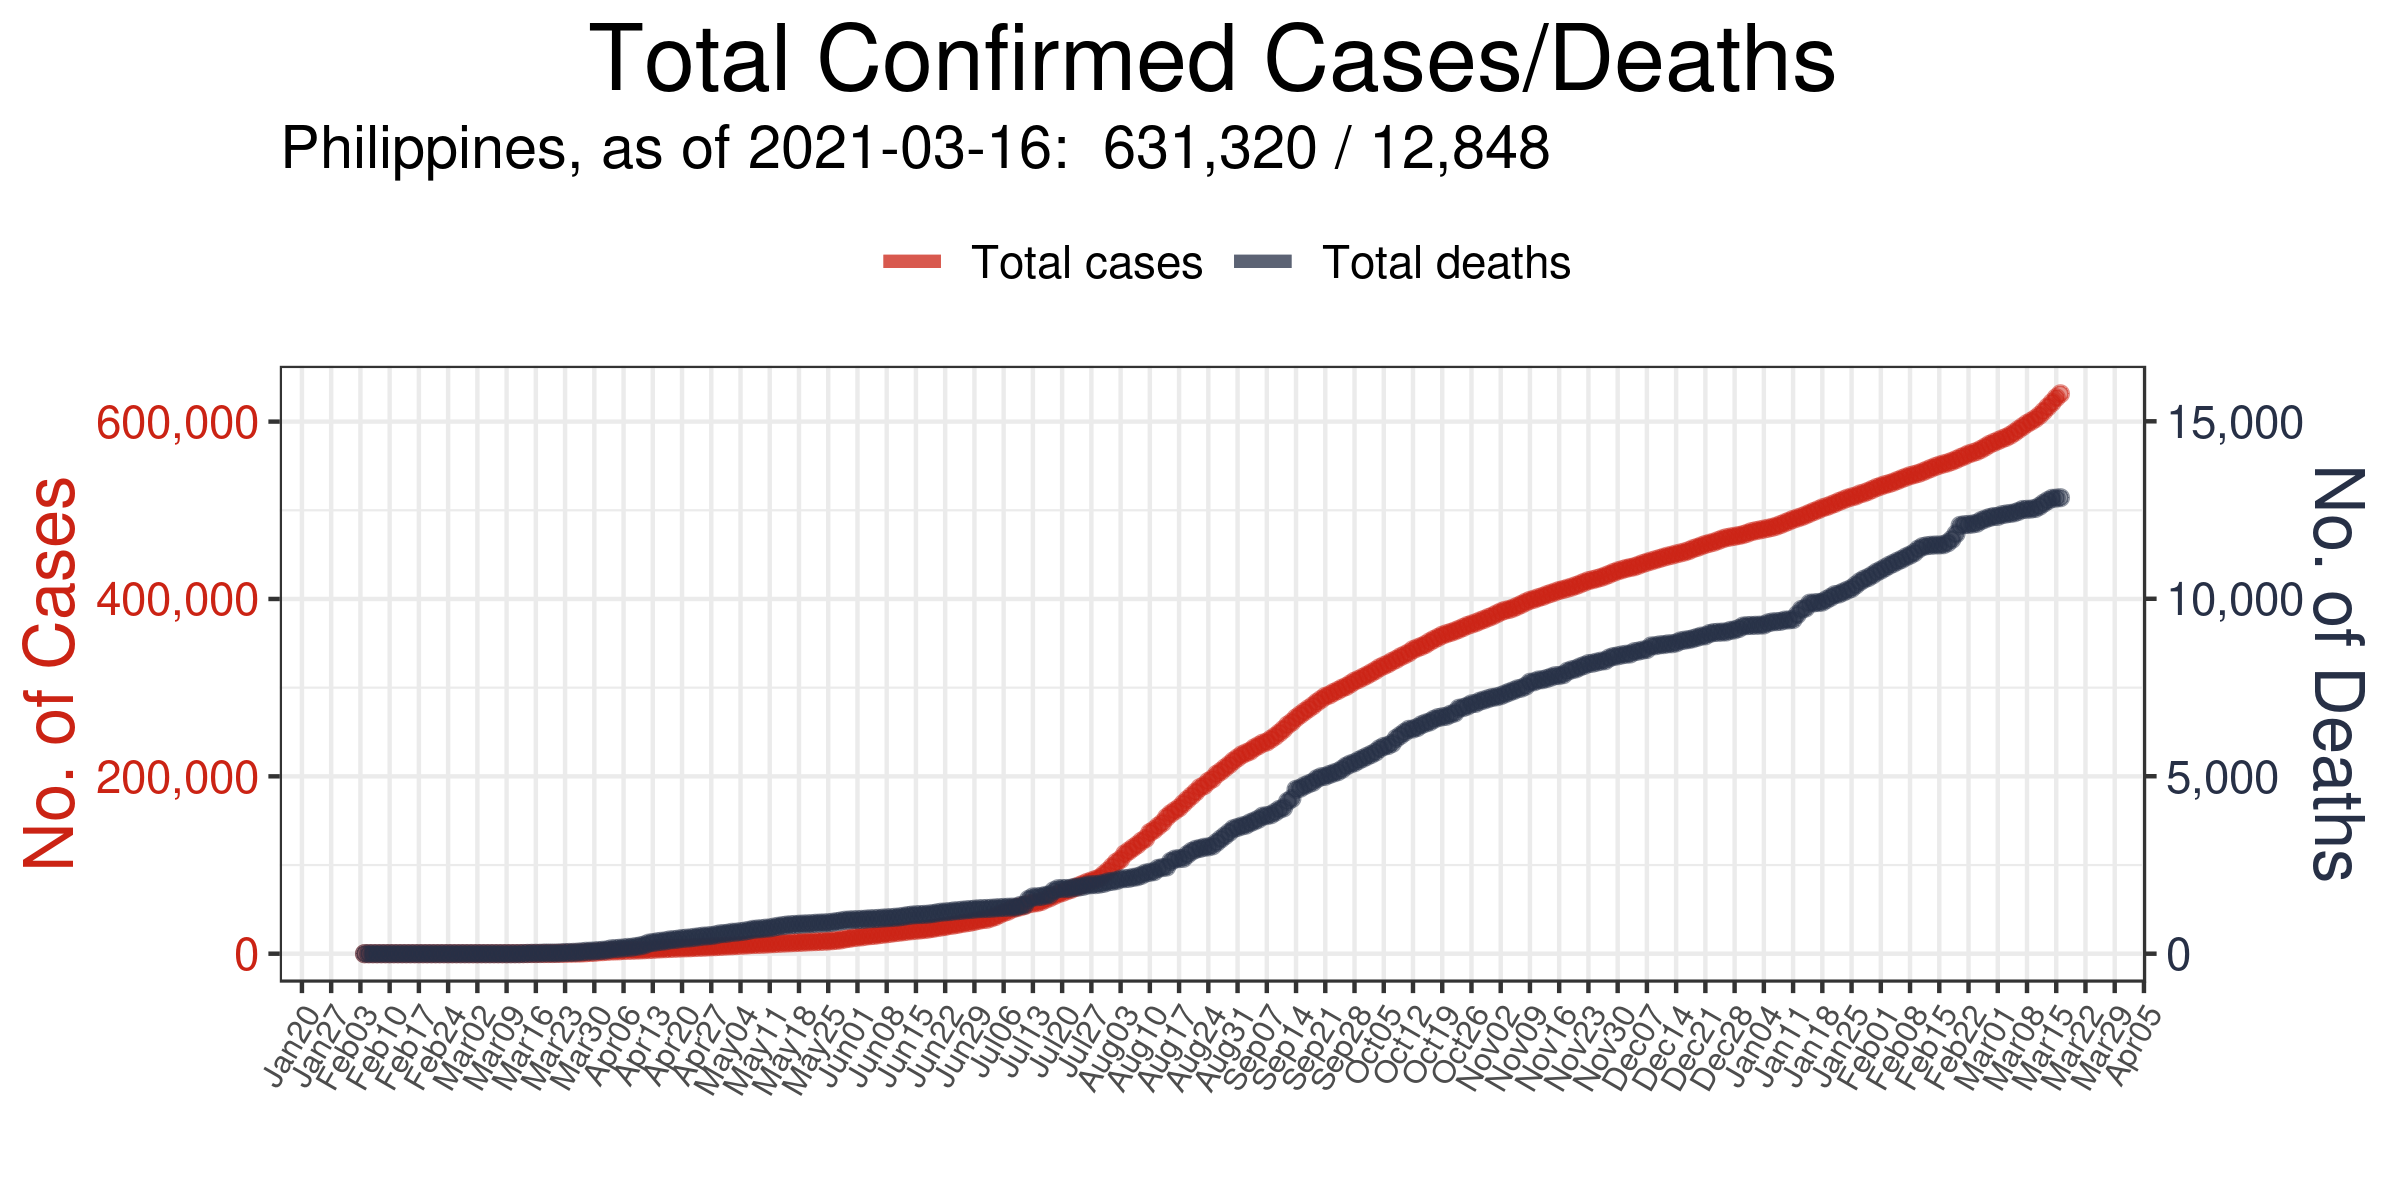 Total Confirmed Cases/Deaths
Philippines, as of 2021-03-16:  631,320 / 12,848
Total cases Total deaths
No. of Cases
600,000
400,000
200,000
0
15,000
10,000
5,000
0
No. of Deaths
Jan20
Jan27
Feb03
Feb10
Feb17
Feb24
Mar02
Mar09
Mar16
Mar23
Mar30
Apr06
Apr13
Apr20
Apr27
May04
May11
May18
May25
Jun01
Jun08
Jun15
Jun22
Jun29
Jul06
Jul13
Jul20
Jul27
Aug03
Aug10
Aug17
Aug24
Aug31
Sep07
Sep14
Sep21
Sep28
Oct05
Oct12
Oct19
Oct26
Nov02
Nov09
Nov16
Nov23
Nov30
Dec07
Dec14
Dec21
Dec28
Jan04
Jan11
Jan18
Jan25
Feb01
Feb08
Feb15
Feb22
Mar01
Mar08
Mar15
Mar22
Mar29
Apr05